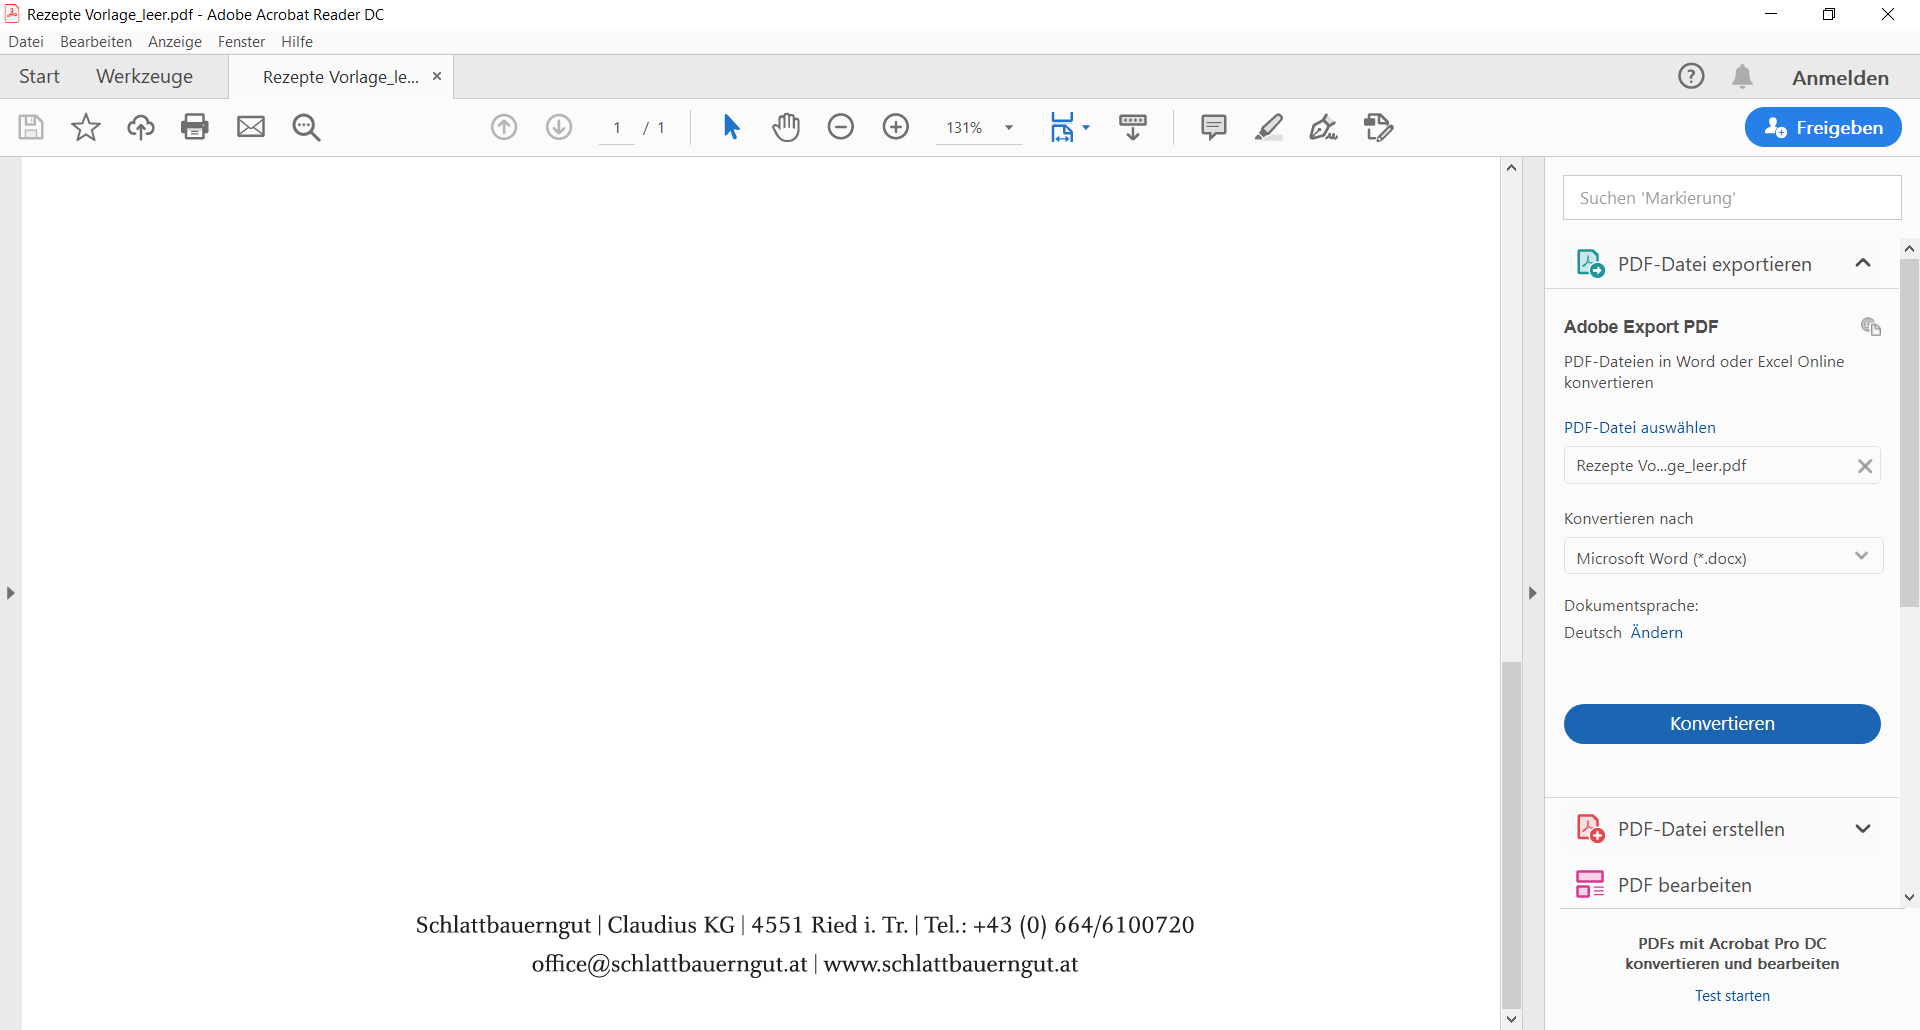 Rezepte Vorlage_leer.pdf - Adobe Acrobat Reader DC
Datei Bearbeiten Anzeige Fenster Hilfe
Start Werkzeuge Rezepte Vorlage_le... × Anmelden
1 / 1 131% Freigeben
Suchen 'Markierung'
PDF-Datei exportieren
Adobe Export PDF
PDF-Dateien in Word oder Excel Online
konvertieren
PDF-Datei auswählen
Rezepte Vo...ge_leer.pdf
Konvertieren nach
Microsoft Word (*.docx)
Dokumentsprache:
Deutsch Ändern
Konvertieren
PDF-Datei erstellen
PDF bearbeiten
PDFs mit Acrobat Pro DC
konvertieren und bearbeiten
Test starten
Schlattbauerngut | Claudius KG | 4551 Ried i. Tr. | Tel.: +43 (0) 664/6100720
office@schlattbauerngut.at | www.schlattbauerngut.at